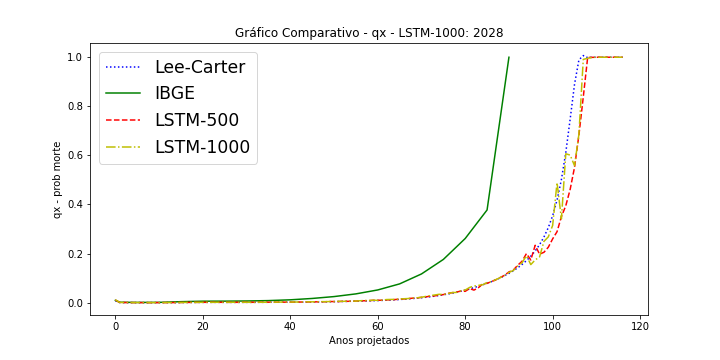 Gráfico Comparativo - qx - LSTM-1000: 2028
Lee-Carter
IBGE
LSTM-500
LSTM-1000
qx - prob morte
1.0
0.8
0.6
0.4
0.2
0.0
0 20 40 60 80 100 120
Anos projetados